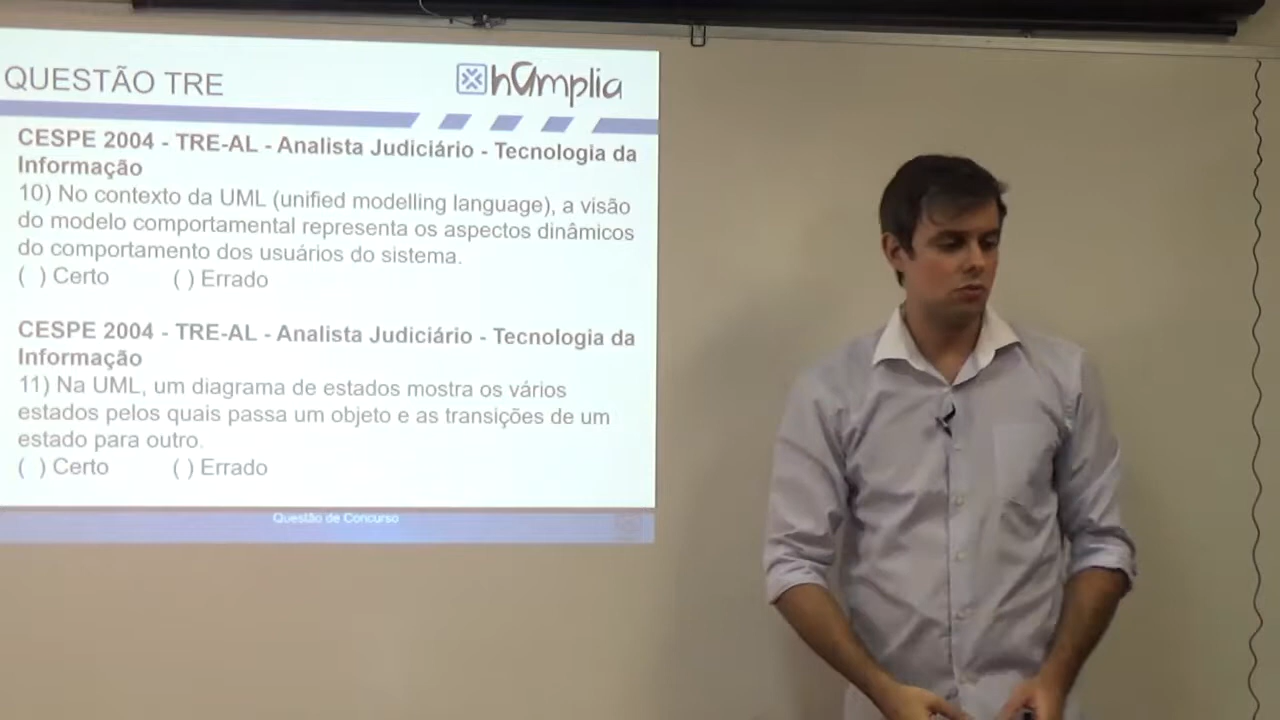 QUESTÃO TRE
hamplia
CESPE 2004 - TRE-AL - Analista Judiciário - Tecnologia da
Informação
10) No contexto da UML (unified modelling language), a visão
do modelo comportamental representa os aspectos dinâmicos
do comportamento dos usuários do sistema.
( ) Certo ( ) Errado
CESPE 2004 - TRE-AL - Analista Judiciário - Tecnologia da
Informação
11) Na UML, um diagrama de estados mostra os vários
estados pelos quais passa um objeto e as transições de um
estado para outro.
( ) Certo ( ) Errado
Questão de Concurso